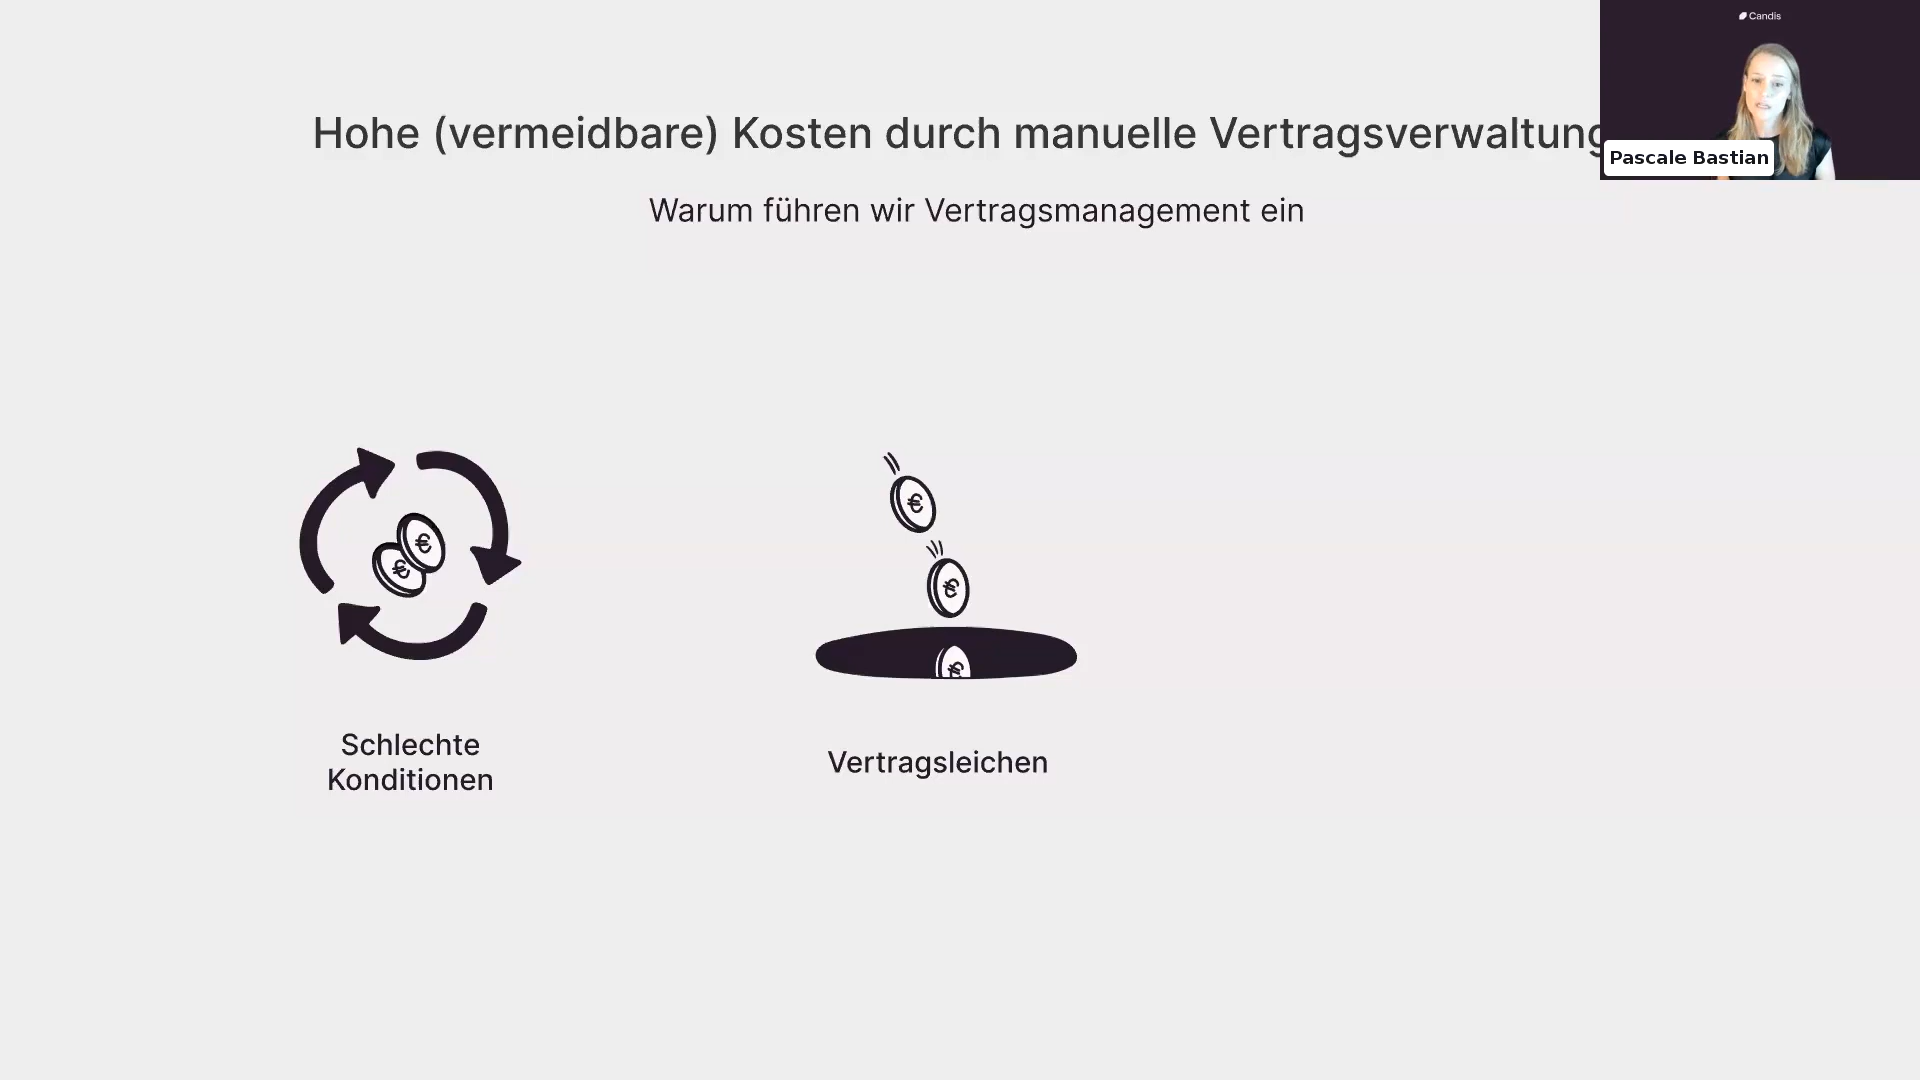 Candis
Hohe (vermeidbare) Kosten durch manuelle Vertragsverwaltung
Pascale Bastian
Warum führen wir Vertragsmanagement ein
€
€
€
€
€
Schlechte
Konditionen
Vertragsleichen